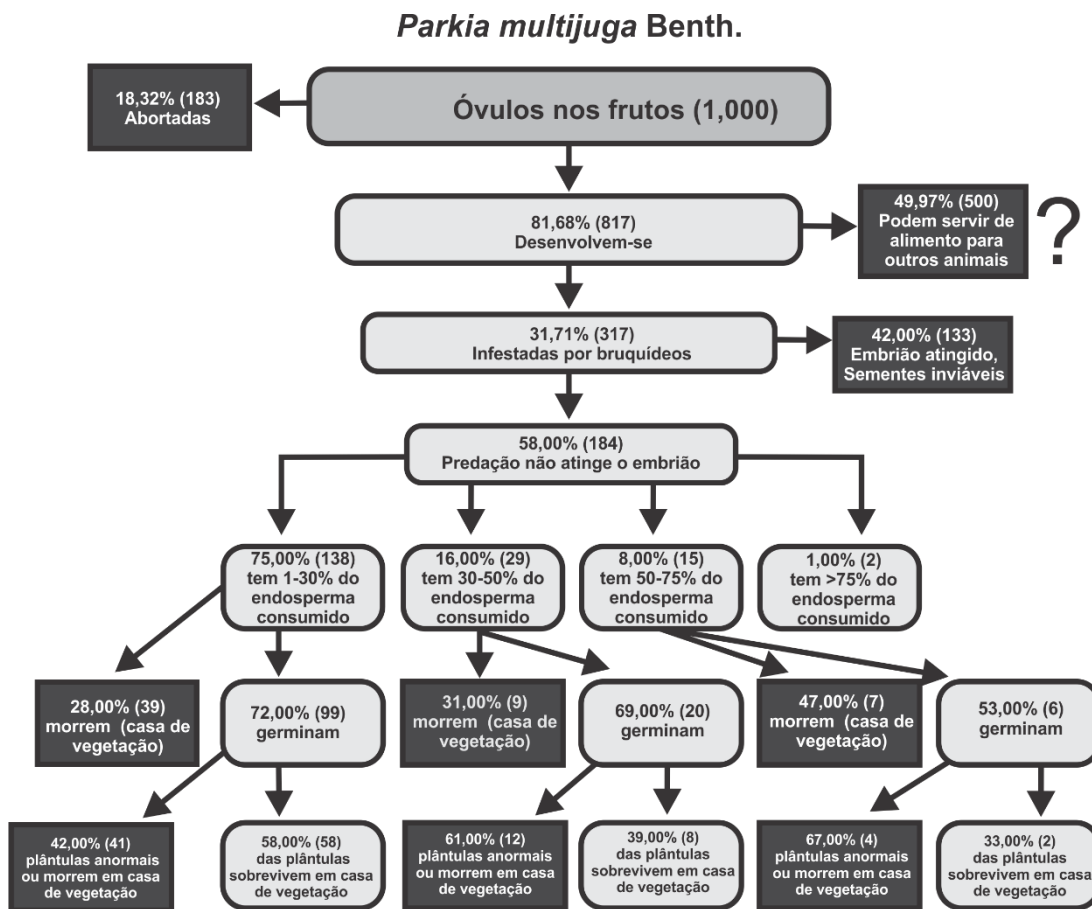 Parkia multijuga Benth.
18,32% (183)
Abortadas
Óvulos nos frutos (1,000)
81,68% (817)
Desenvolvem-se
49,97% (500)
Podem servir de
alimento para
outros animais
?
31,71% (317)
Infestadas por bruquídeos
42,00% (133)
Embrião atingido,
Sementes inviáveis
58,00% (184)
Predação não atinge o embrião
75,00% (138)
tem 1-30% do
endosperma
consumido
16,00% (29)
tem 30-50% do
endosperma
consumido
8,00% (15)
tem 50-75% do
endosperma
consumido
1,00% (2)
tem >75% do
endosperma
consumido
28,00% (39)
morrem (casa de
vegetação)
72,00% (99)
germinam
31,00% (9)
morrem (casa de
vegetação)
69,00% (20)
germinam
47,00% (7)
morrem (casa de
vegetação)
53,00% (6)
germinam
42,00% (41)
plântulas anormais
ou morrem em casa
de vegetação
58,00% (58)
das plântulas
sobrevivem em casa
de vegetação
61,00% (12)
plântulas anormais
ou morrem em casa
de vegetação
39,00% (8)
das plântulas
sobrevivem em casa
de vegetação
67,00% (4)
plântulas anormais
ou morrem em casa
de vegetação
33,00% (2)
das plântulas
sobrevivem em casa
de vegetação